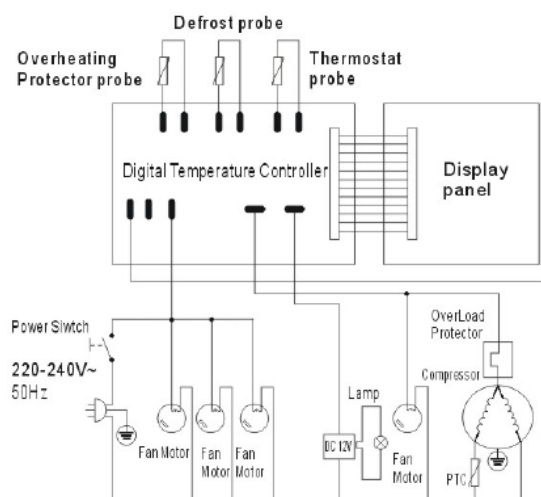 Defrost probe
Overheating
Protector probe
Thermostat
probe
Digital Temperature Controller
Display
panel
Power Siwtch
220-240V~
50Hz
OverLoad
Protector
Compressor
Lamp
DC 12V
Fan Motor
Fan
Motor
Fan
Motor
Fan
Motor
PTC